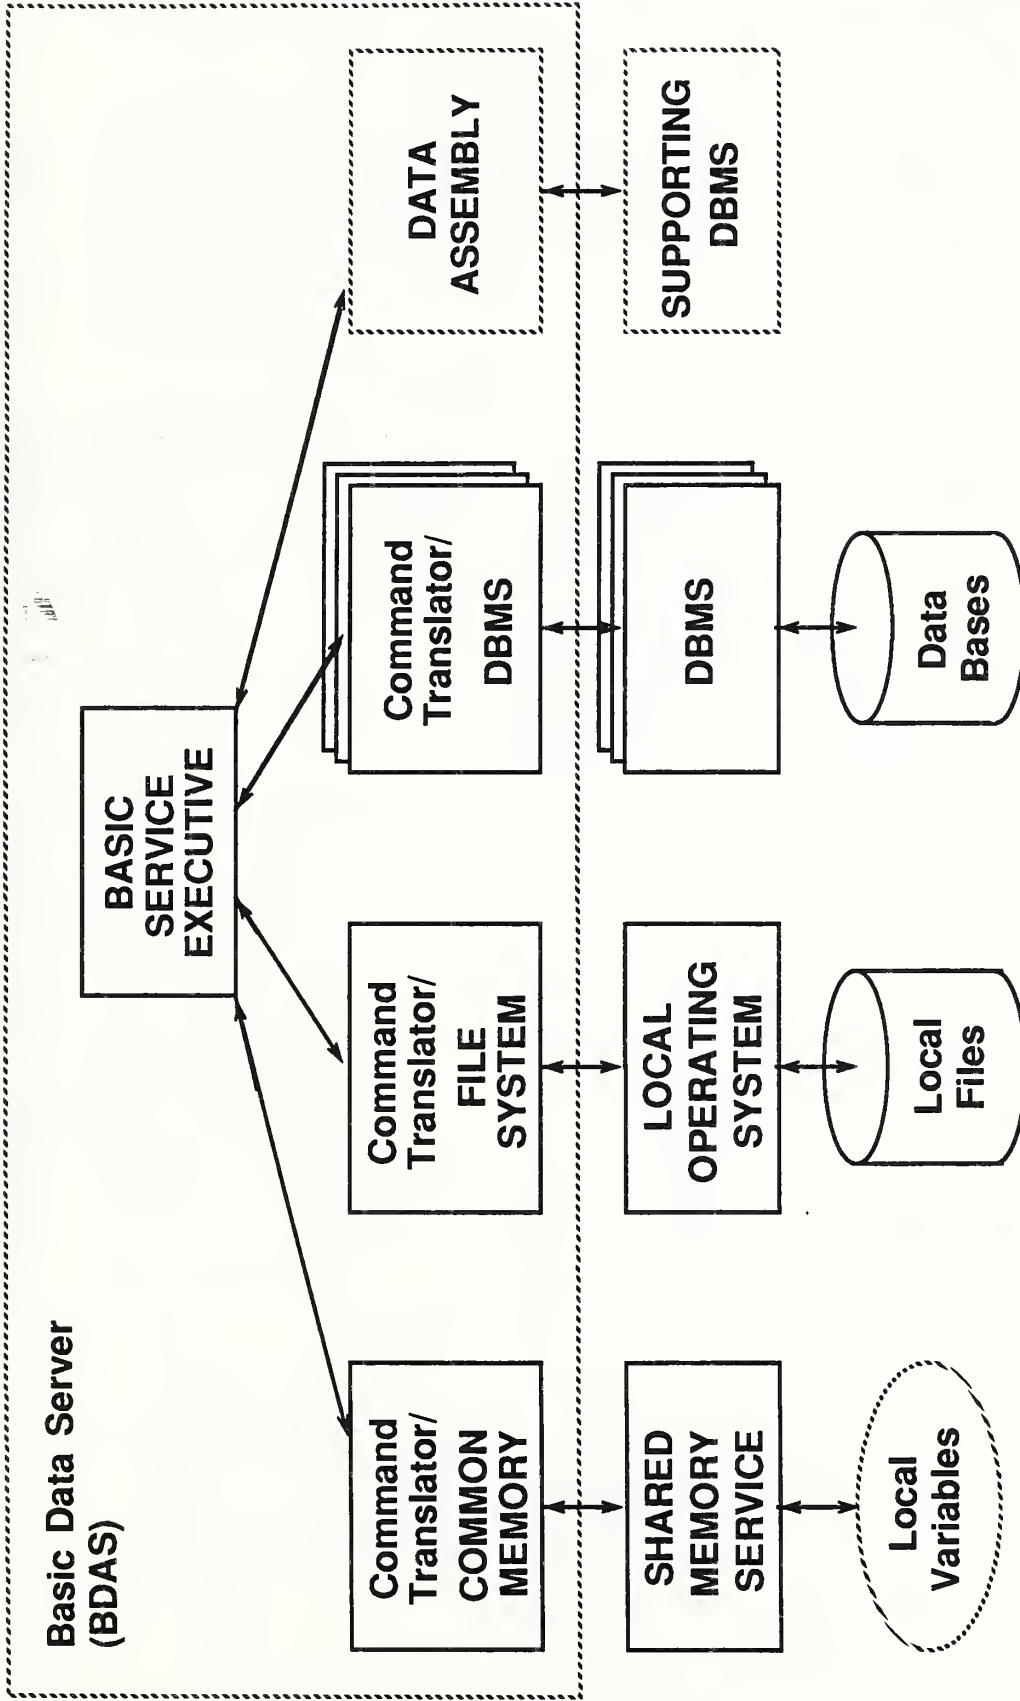 Basic Data Server
(BDAS)
BASIC
SERVICE
EXECUTIVE
Command
Translator/
COMMON
MEMORY
Command
Translator/
FILE
SYSTEM
Command
Translator/
DBMS
DATA
ASSEMBLY
SHARED
MEMORY
SERVICE
LOCAL
OPERATING
SYSTEM
DBMS
SUPPORTING
DBMS
Local
Variables
Local
Files
Data
Bases